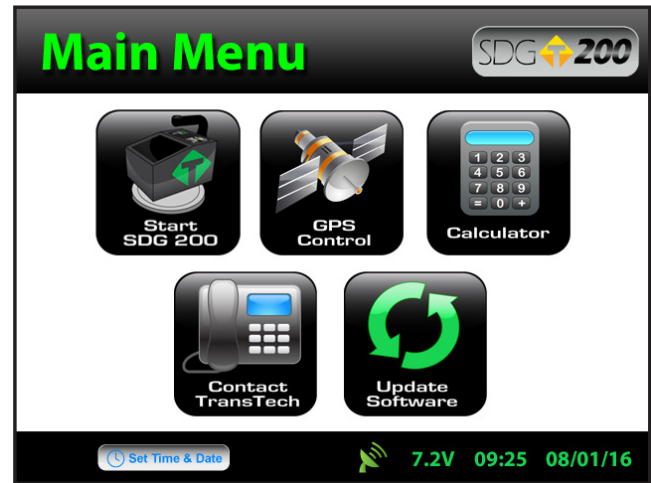 Main Menu
SDG T 200
T
Start
SDG 200
GPS
Control
1 2 3
4 5 6
7 8 9
= 0 +
Calculator
Contact
TransTech
Update
Software
Set Time & Date
7.2V 09:25 08/01/16